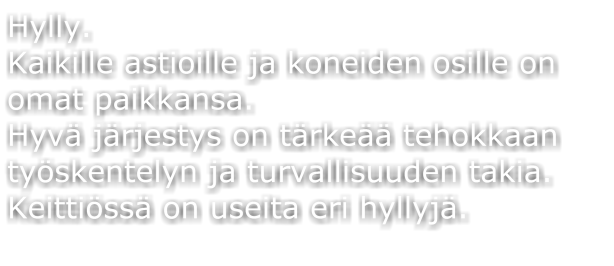 Hylly.
Kaikille astioille ja koneiden osille on
omat paikkansa.
Hyvä järjestys on tärkeää tehokkaan
työskentelyn ja turvallisuuden takia.
Keittiössä on useita eri hyllyjä.